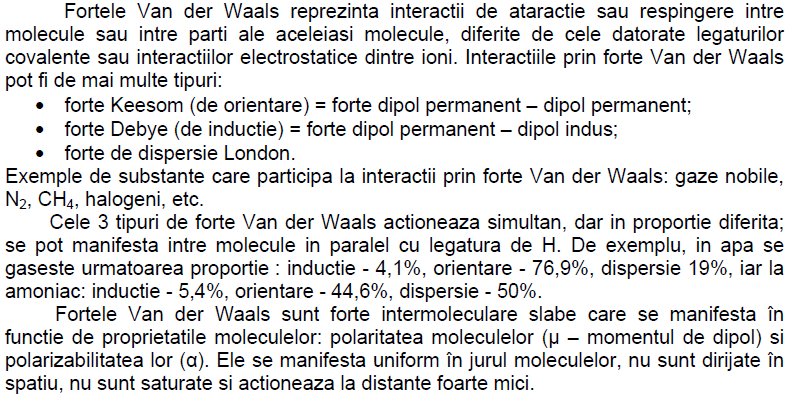 Fortele Van der Waals reprezinta interactii de ataractie sau respingere intre
molecule sau intre parti ale aceleiasi molecule, diferite de cele datorate legaturilor
covalente sau interactiilor electrostatice dintre ioni. Interactiile prin forte Van der Waals
pot fi de mai multe tipuri:
• forte Keesom (de orientare) = forte dipol permanent – dipol permanent;
• forte Debye (de inductie) = forte dipol permanent – dipol indus;
• forte de dispersie London.
Exemple de substante care participa la interactii prin forte Van der Waals: gaze nobile,
N₂, CH₄, halogeni, etc.
Cele 3 tipuri de forte Van der Waals actioneaza simultan, dar in proportie diferita;
se pot manifesta intre molecule in paralel cu legatura de H. De exemplu, in apa se
gaseste urmatoarea proportie : inductie - 4,1%, orientare - 76,9%, dispersie 19%, iar la
amoniac: inductie - 5,4%, orientare - 44,6%, dispersie - 50%.
Fortele Van der Waals sunt forte intermoleculare slabe care se manifesta în
functie de proprietatile moleculelor: polaritatea moleculelor (μ – momentul de dipol) si
polarizabilitatea lor (α). Ele se manifesta uniform în jurul moleculelor, nu sunt dirijate în
spatiu, nu sunt saturate si actioneaza la distante foarte mici.